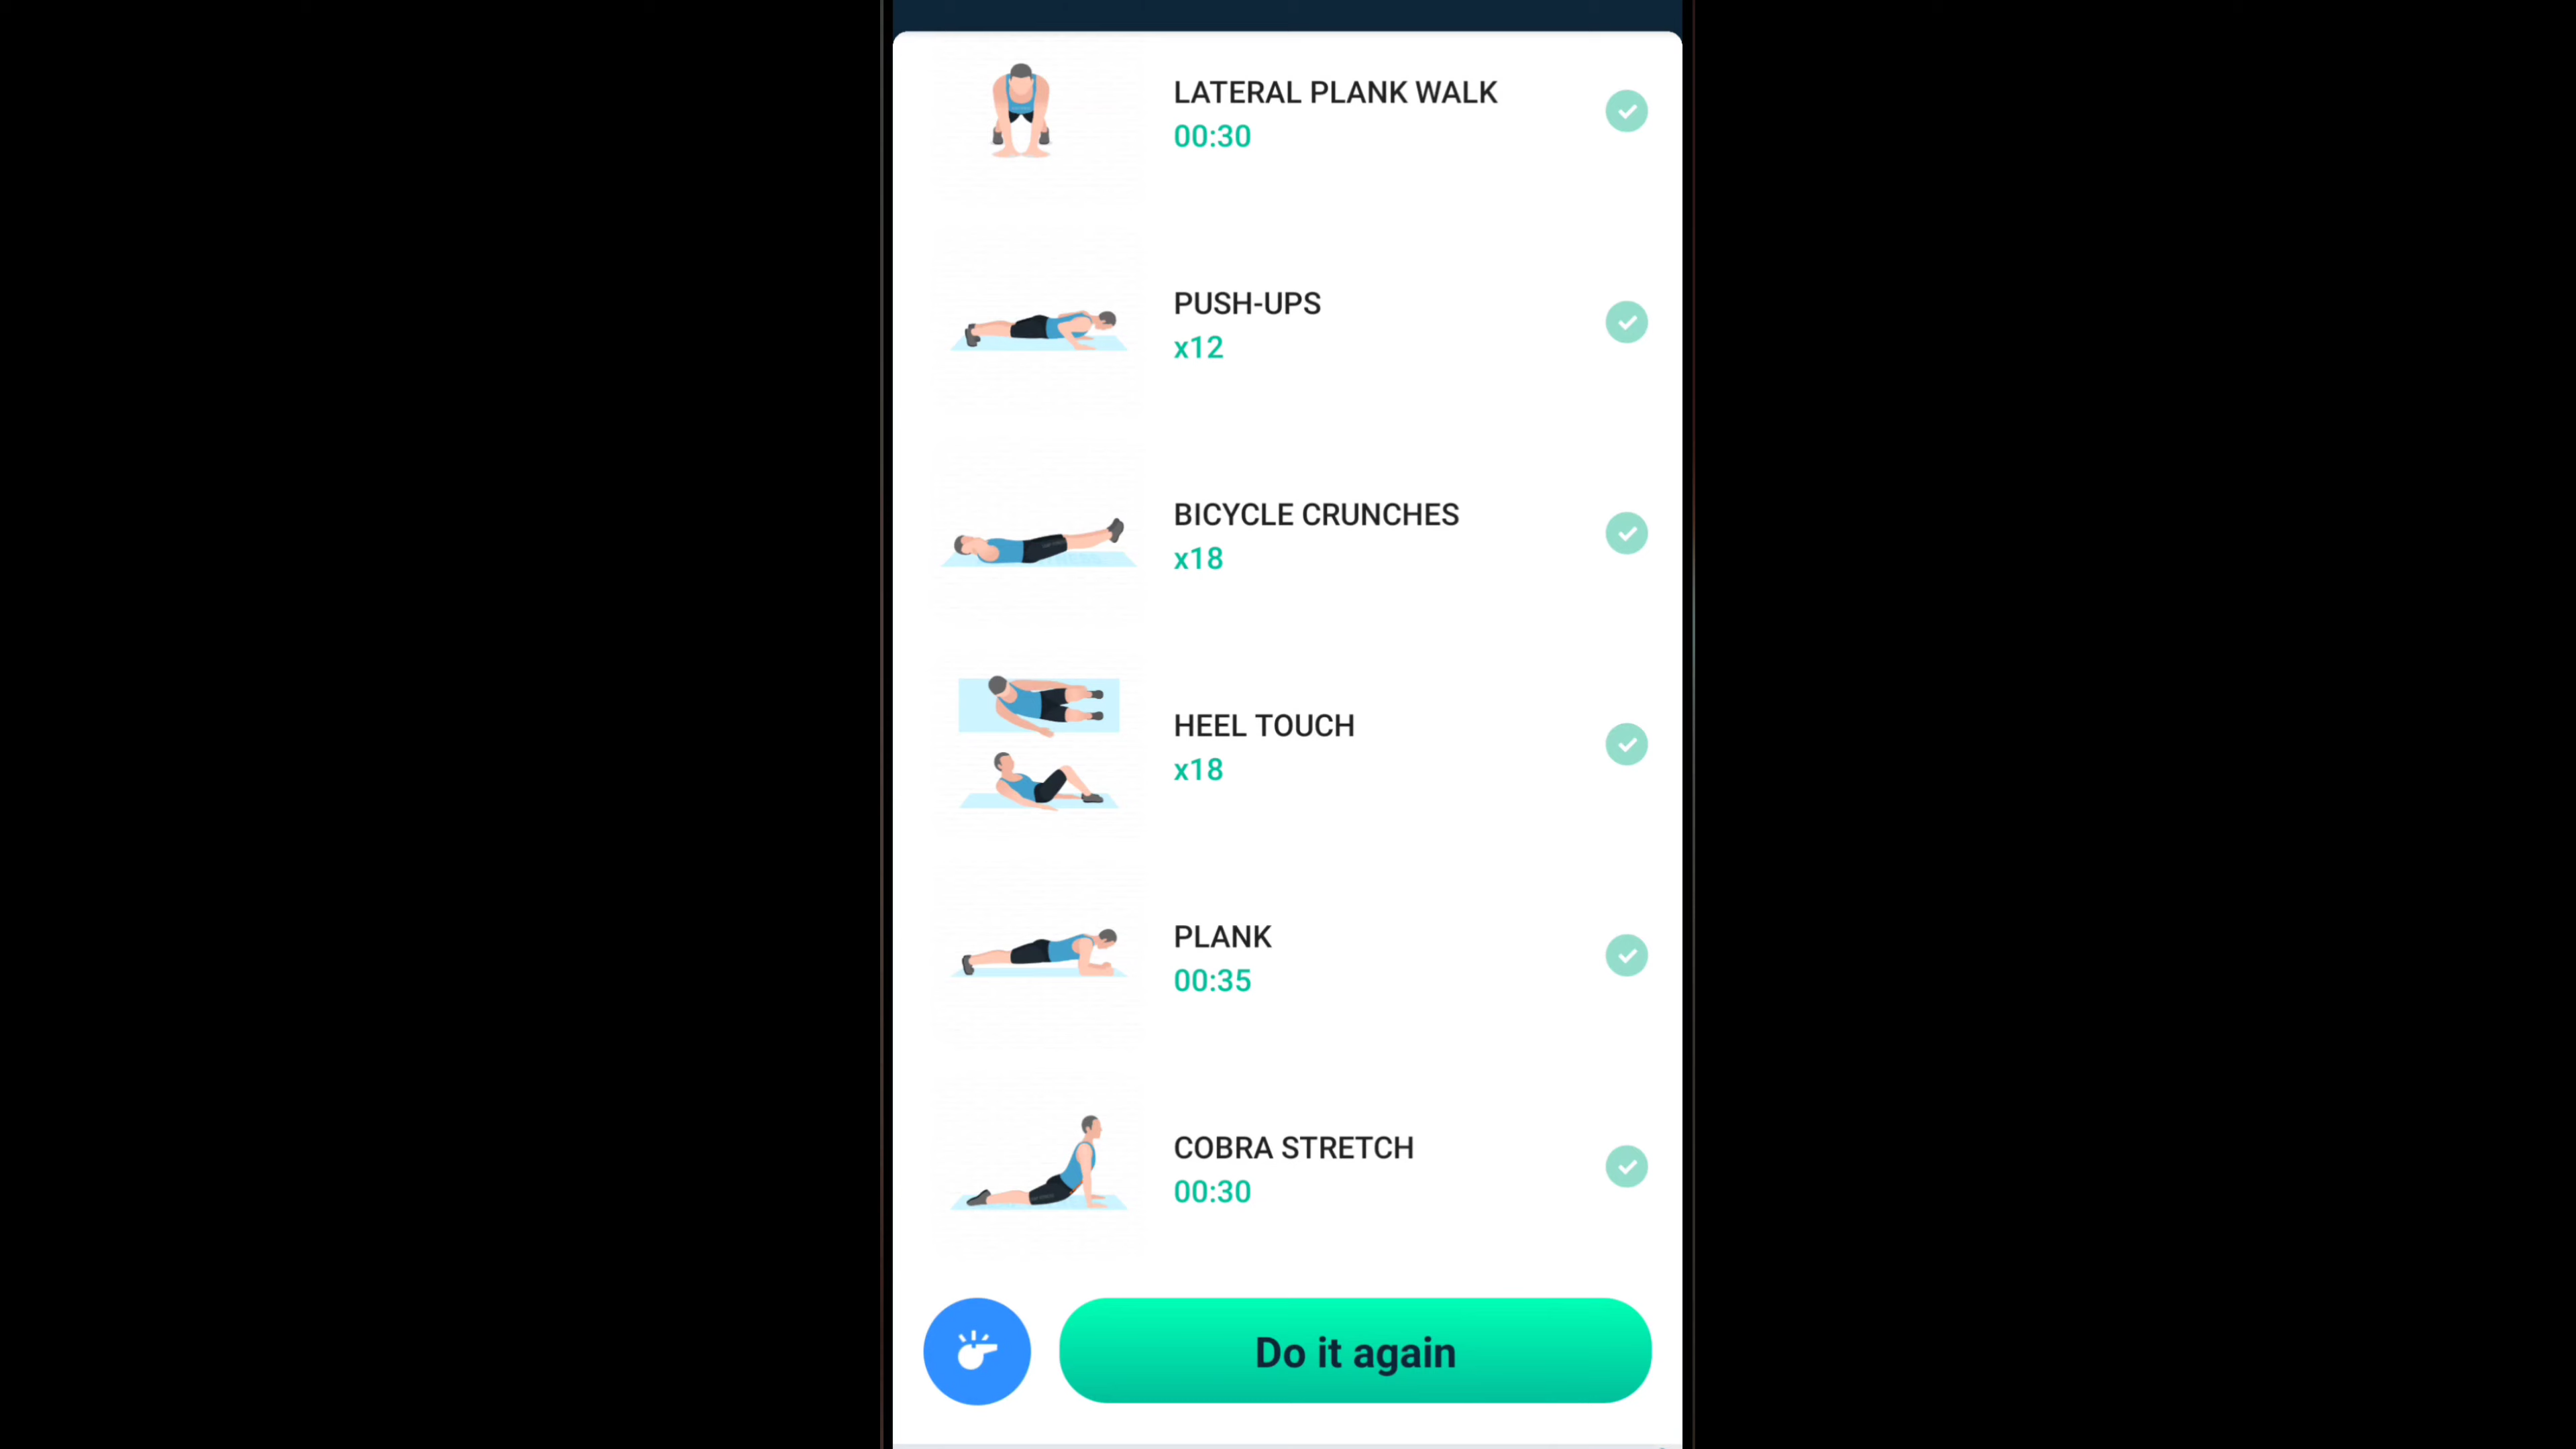 LATERAL PLANK WALK
00:30
PUSH-UPS
x12
BICYCLE CRUNCHES
x18
HEEL TOUCH
x18
PLANK
00:35
COBRA STRETCH
00:30
Do it again